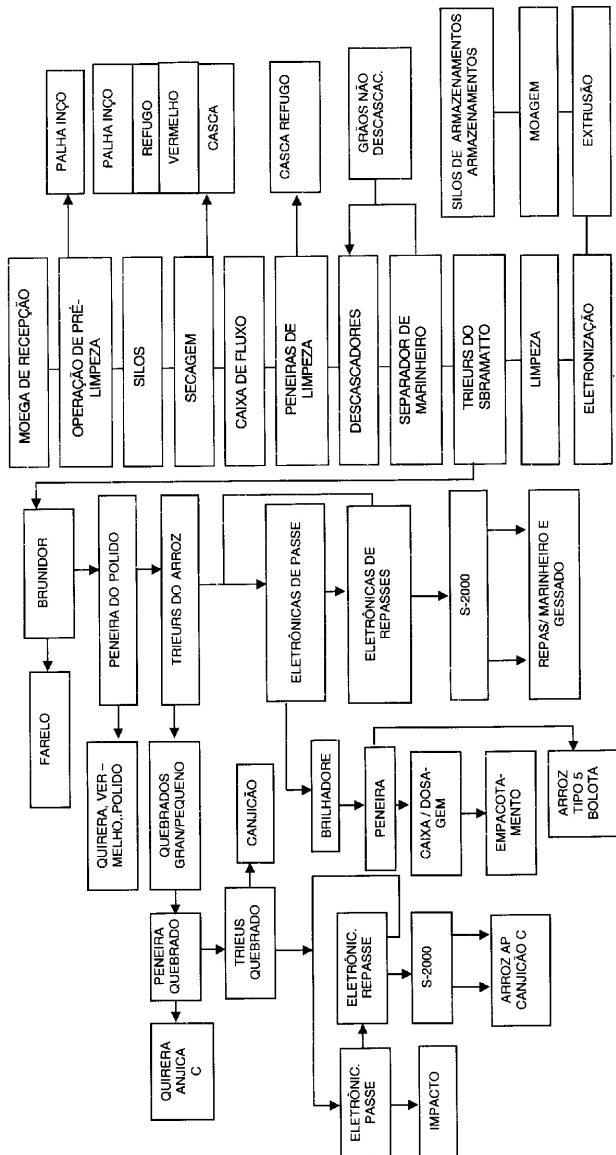 MOEGA DE RECEPÇÃO
OPERAÇÃO DE PRÉ-
LIMPEZA
SILOS
SECAGEM
CAIXA DE FLUXO
PENEIRAS DE
LIMPEZA
DESCASCADORES
SEPARADOR DE
MARINHEIRO
TRIEURS DO
SBRAMATTO
LIMPEZA
ELETRONIZAÇÃO
PALHA INÇO
PALHA INÇO
REFUGO
VERMELHO
CASCA
CASCA REFUGO
GRÃOS NÃO
DESCASCAC.
SILOS DE ARMAZENAMENTOS
ARMAZENAMENTOS
MOAGEM
EXTRUSÃO
BRUNIDOR
PENEIRA DO POLIDO
TRIEURS DO ARROZ
ELETRÔNICAS DE PASSE
ELETRÔNICAS DE
REPASSES
S-2000
REPAS/ MARINHEIRO E
GESSADO
FARELO
QUIRERA, VER –
MELHO,.POLIDO
QUEBRADOS
GRAN/PEQUENO
CANJICÃO
BRILHADORE
PENEIRA
CAIXA / DOSA-
GEM
EMPACOTA-
MENTO
ARROZ
TIPO 5
BOLOTA
PENEIRA
QUEBRADO
TRIEUS
QUEBRADO
ELETRÔNIC.
REPASSE
S-2000
ARROZ AP
CANJICÃO C
QUIRERA
ANJICA
C
ELETRÔNIC.
PASSE
IMPACTO